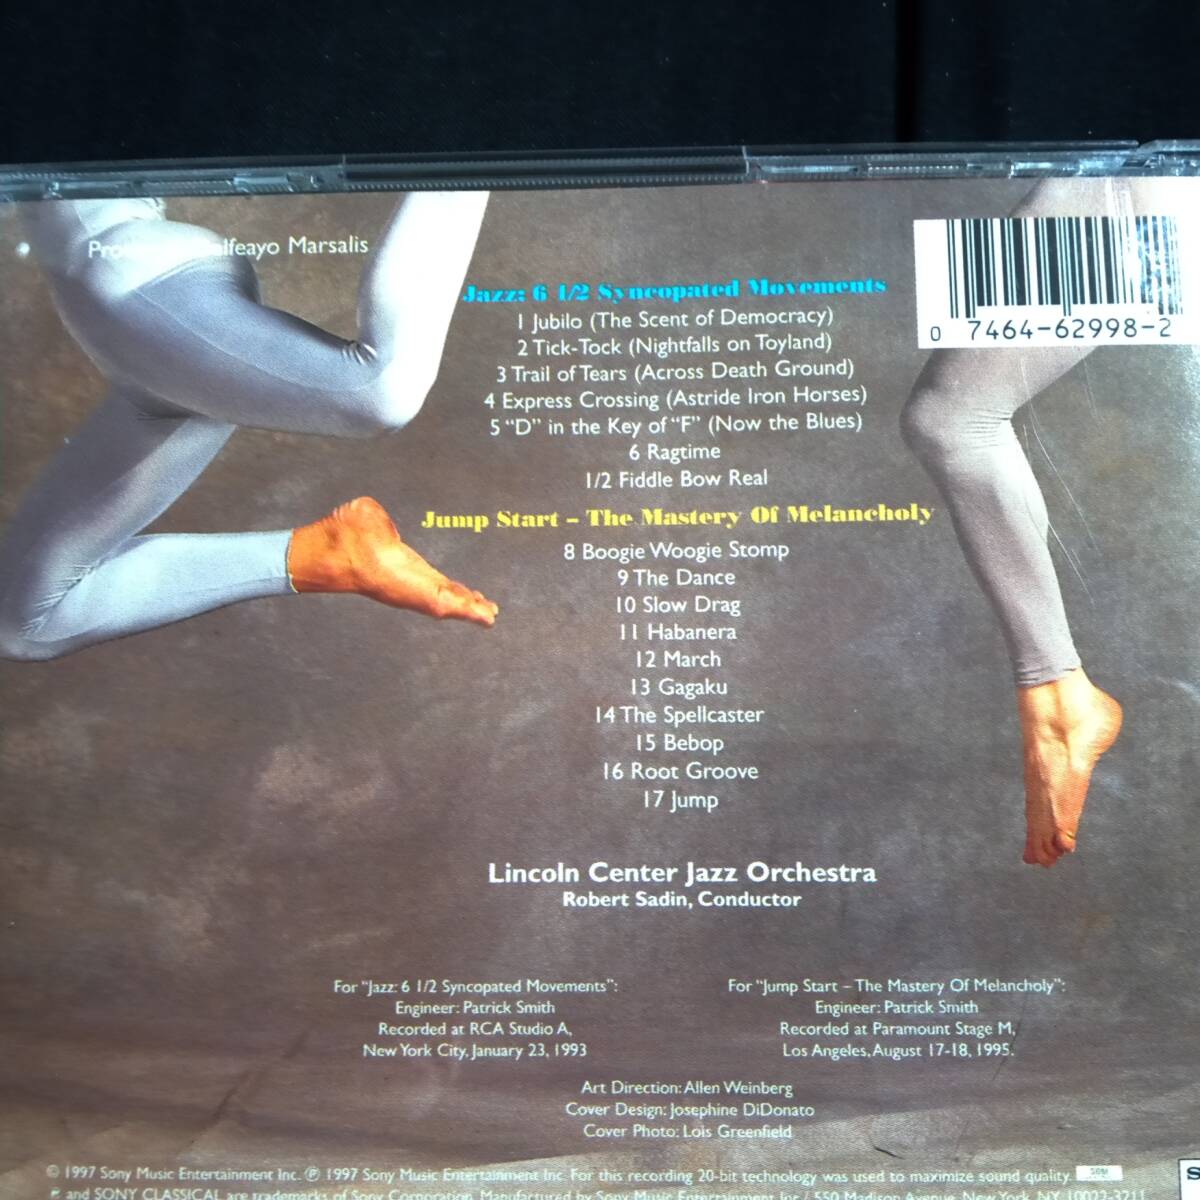 Marsalis
Jazz: 6 1/2 Syncopated Movements
1 Jubilo (The Scent of Democracy)
2 Tick-Tock (Nightfalls on Toyland)
3 Trail of Tears (Across Death Ground)
4 Express Crossing (Astride Iron Horses)
5 “D” in the Key of “F” (Now the Blues)
6 Ragtime
1/2 Fiddle Bow Real
Jump Start – The Mastery Of Melancholy
8 Boogie Woogie Stomp
9 The Dance
10 Slow Drag
11 Habanera
12 March
13 Gagaku
14 The Spellcaster
15 Bebop
16 Root Groove
17 Jump
0 7464-62998-2
Lincoln Center Jazz Orchestra
Robert Sadin, Conductor
For “Jazz: 6 1/2 Syncopated Movements”:
Engineer: Patrick Smith
Recorded at RCA Studio A,
New York City, January 23, 1993
For “Jump Start – The Mastery Of Melancholy”:
Engineer: Patrick Smith
Recorded at Paramount Stage M,
Los Angeles, August 17-18, 1995.
Art Direction: Allen Weinberg
Cover Design: Josephine DiDonato
Cover Photo: Lois Greenfield
© 1997 Sony Music Entertainment Inc. ℗ 1997 Sony Music Entertainment Inc. For this recording 20-bit technology was used to maximize sound quality. SBM
and SONY CLASSICAL are trademarks of Sony Corporation. Manufactured by Sony Music Entertainment Inc. / 550 Madison Avenue, New York, NY